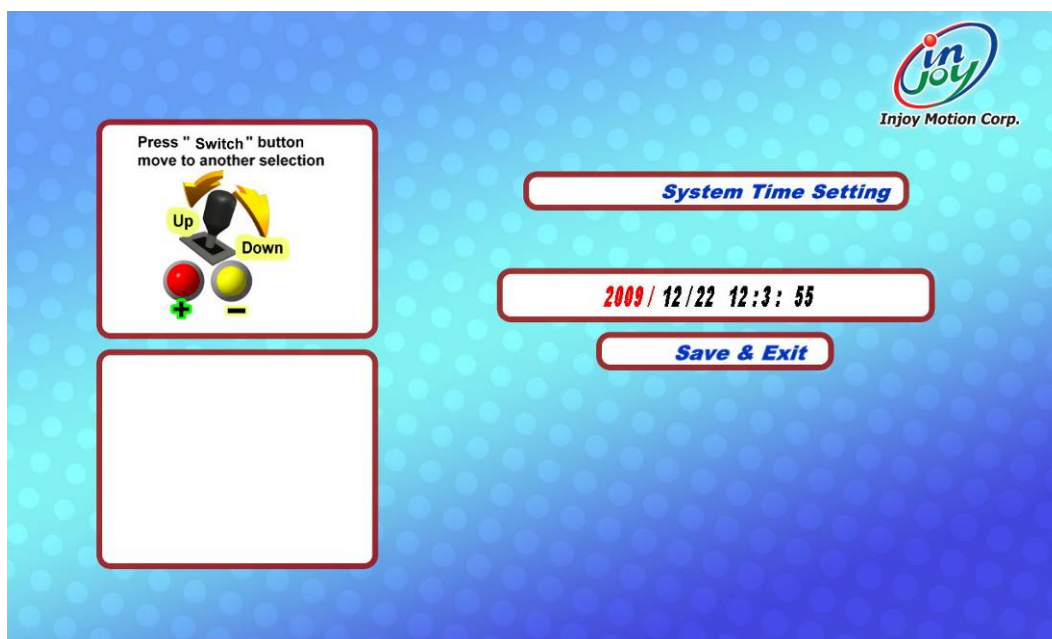 in
joy
Injoy Motion Corp.
Press " Switch " button
move to another selection
Up
Down
+
−
System Time Setting
2009 / 12 / 22 12 : 3 : 55
Save & Exit